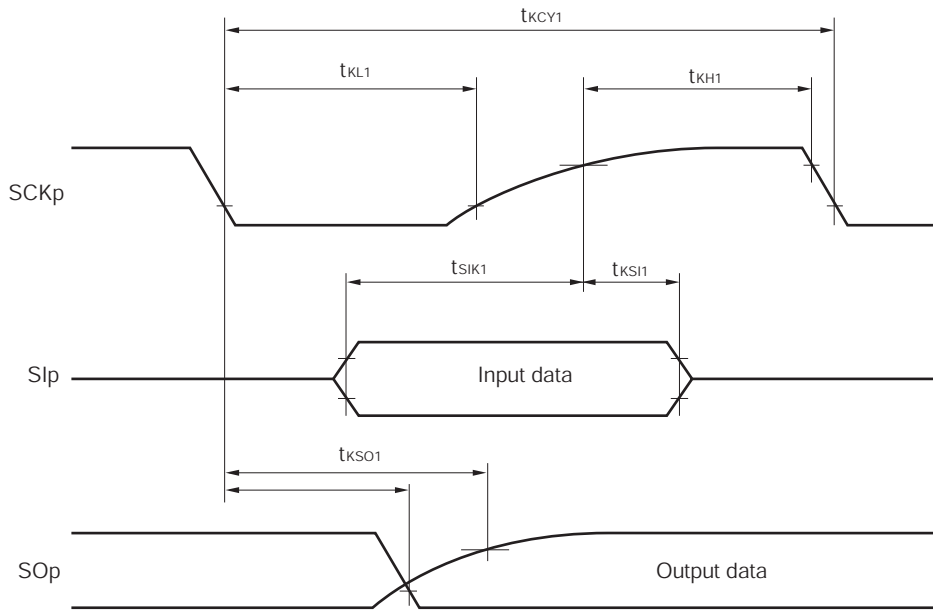 tKCY1
tKL1
tKH1
SCKp
tSIK1
tKSI1
SIp
Input data
tKSO1
SOp
Output data